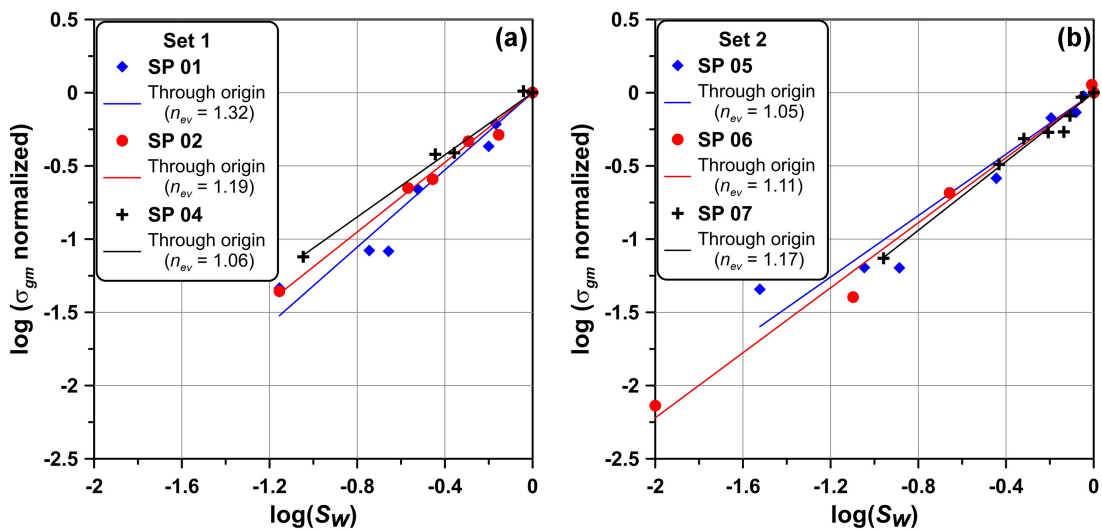 (a)
Set 1
SP 01
Through origin
(nev = 1.32)
SP 02
Through origin
(nev = 1.19)
SP 04
Through origin
(nev = 1.06)
0.5
0
-0.5
-1
-1.5
-2
-2.5
log (σgm normalized)
-2
-1.6
-1.2
-0.8
-0.4
0
log(SW)
(b)
Set 2
SP 05
Through origin
(nev = 1.05)
SP 06
Through origin
(nev = 1.11)
SP 07
Through origin
(nev = 1.17)
0.5
0
-0.5
-1
-1.5
-2
-2.5
log (σgm normalized)
-2
-1.6
-1.2
-0.8
-0.4
0
log(SW)